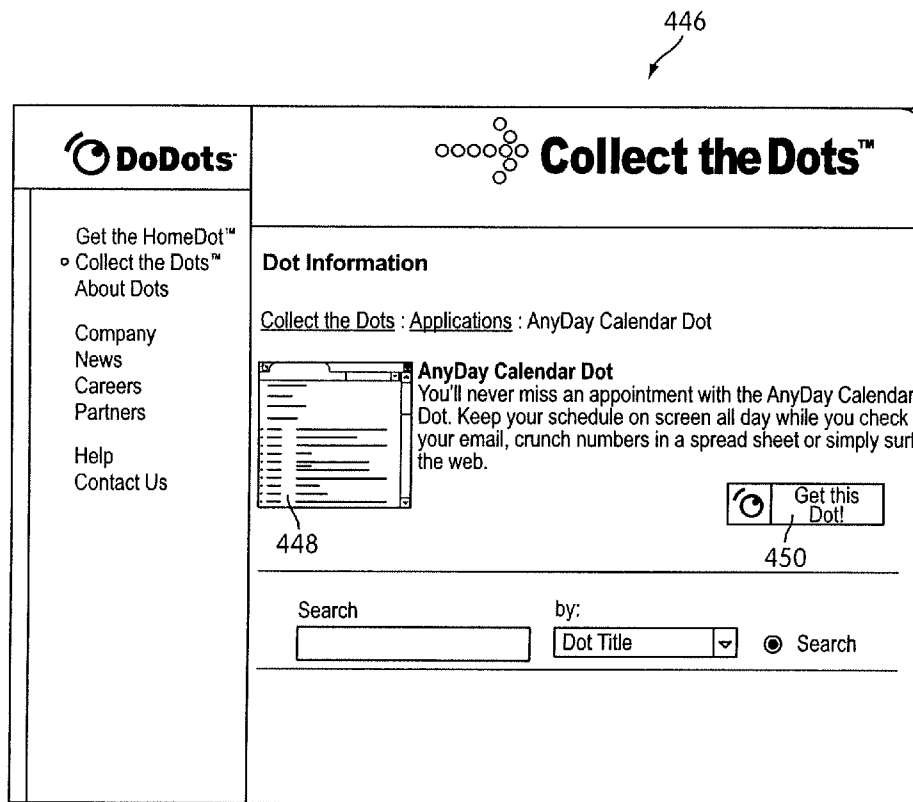 446
DoDots
Collect the Dots™
Get the HomeDot™
Collect the Dots™
About Dots
Company
News
Careers
Partners
Help
Contact Us
Dot Information
Collect the Dots : Applications : AnyDay Calendar Dot
AnyDay Calendar Dot
You'll never miss an appointment with the AnyDay Calendar
Dot. Keep your schedule on screen all day while you check
your email, crunch numbers in a spread sheet or simply surf
the web.
448
Get this
Dot!
450
Search
by:
Dot Title
Search